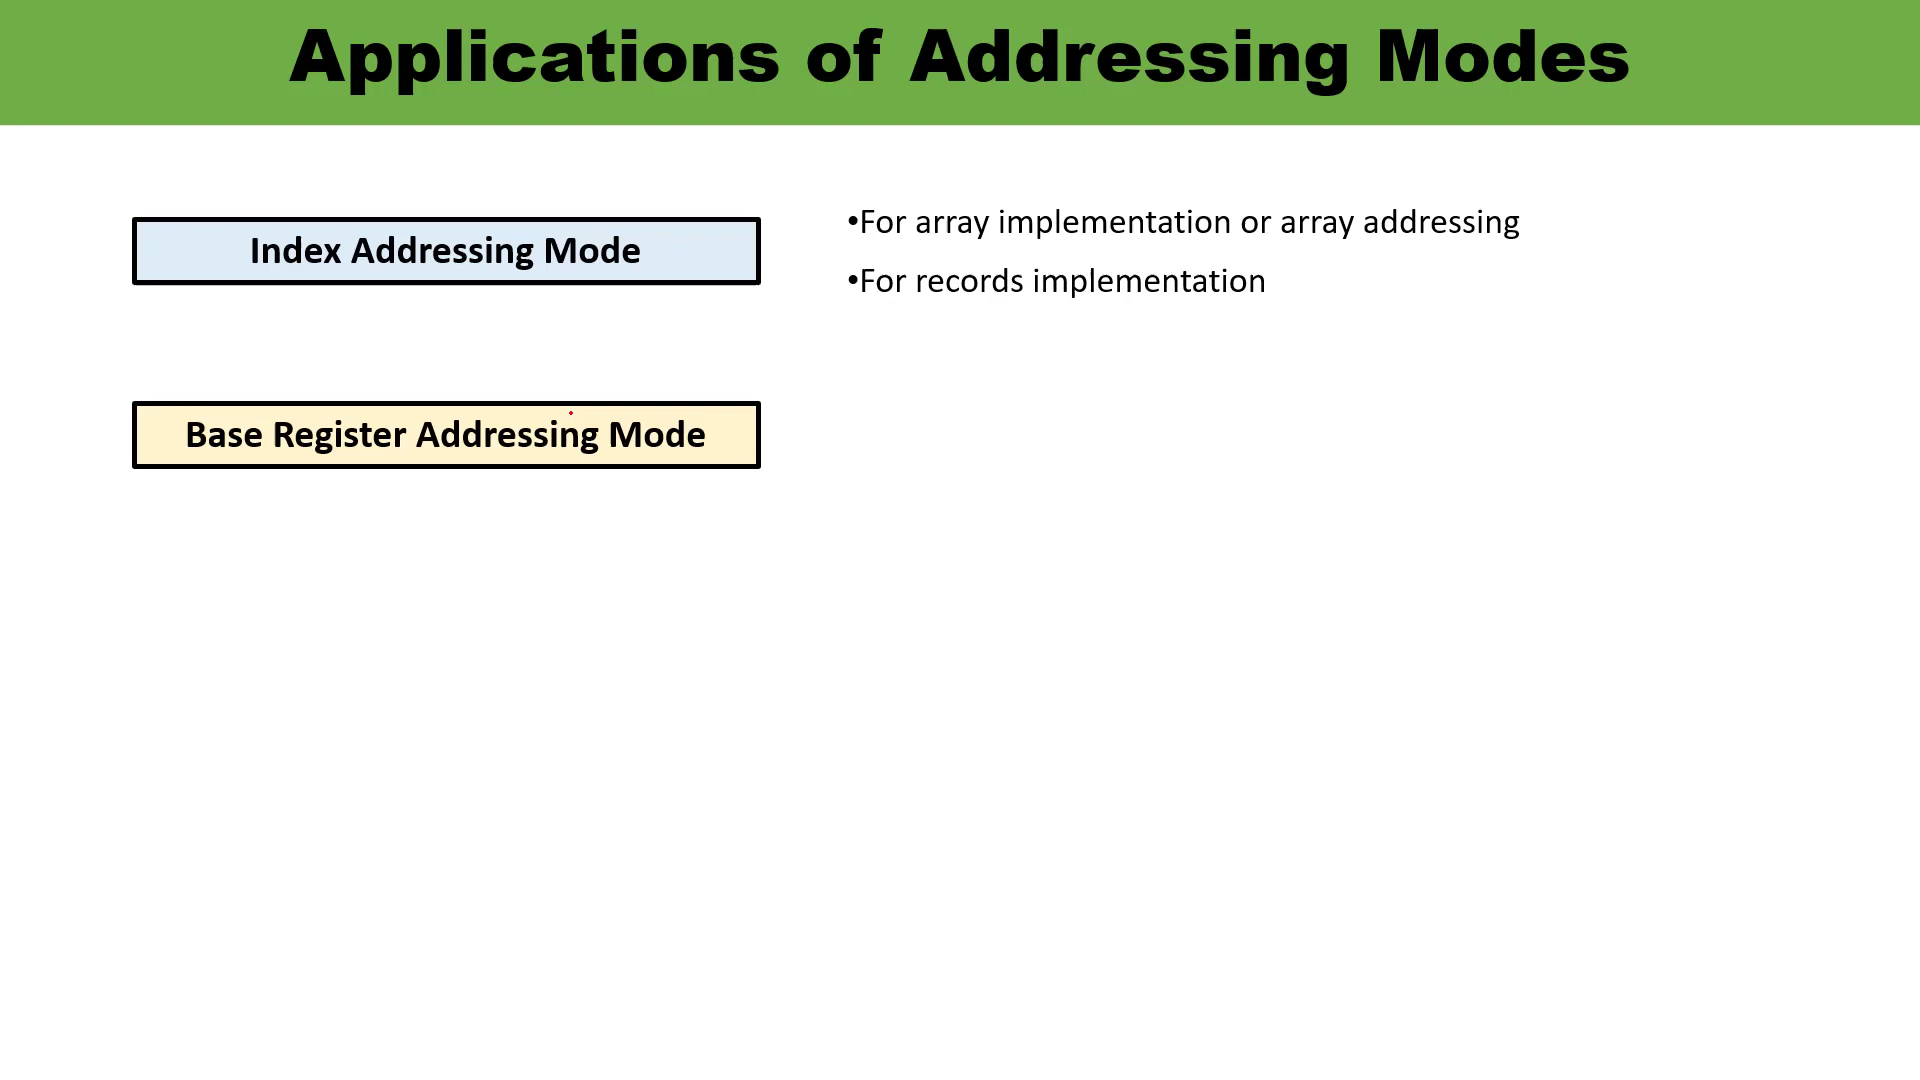 Applications of Addressing Modes
Index Addressing Mode
•For array implementation or array addressing
•For records implementation
Base Register Addressing Mode